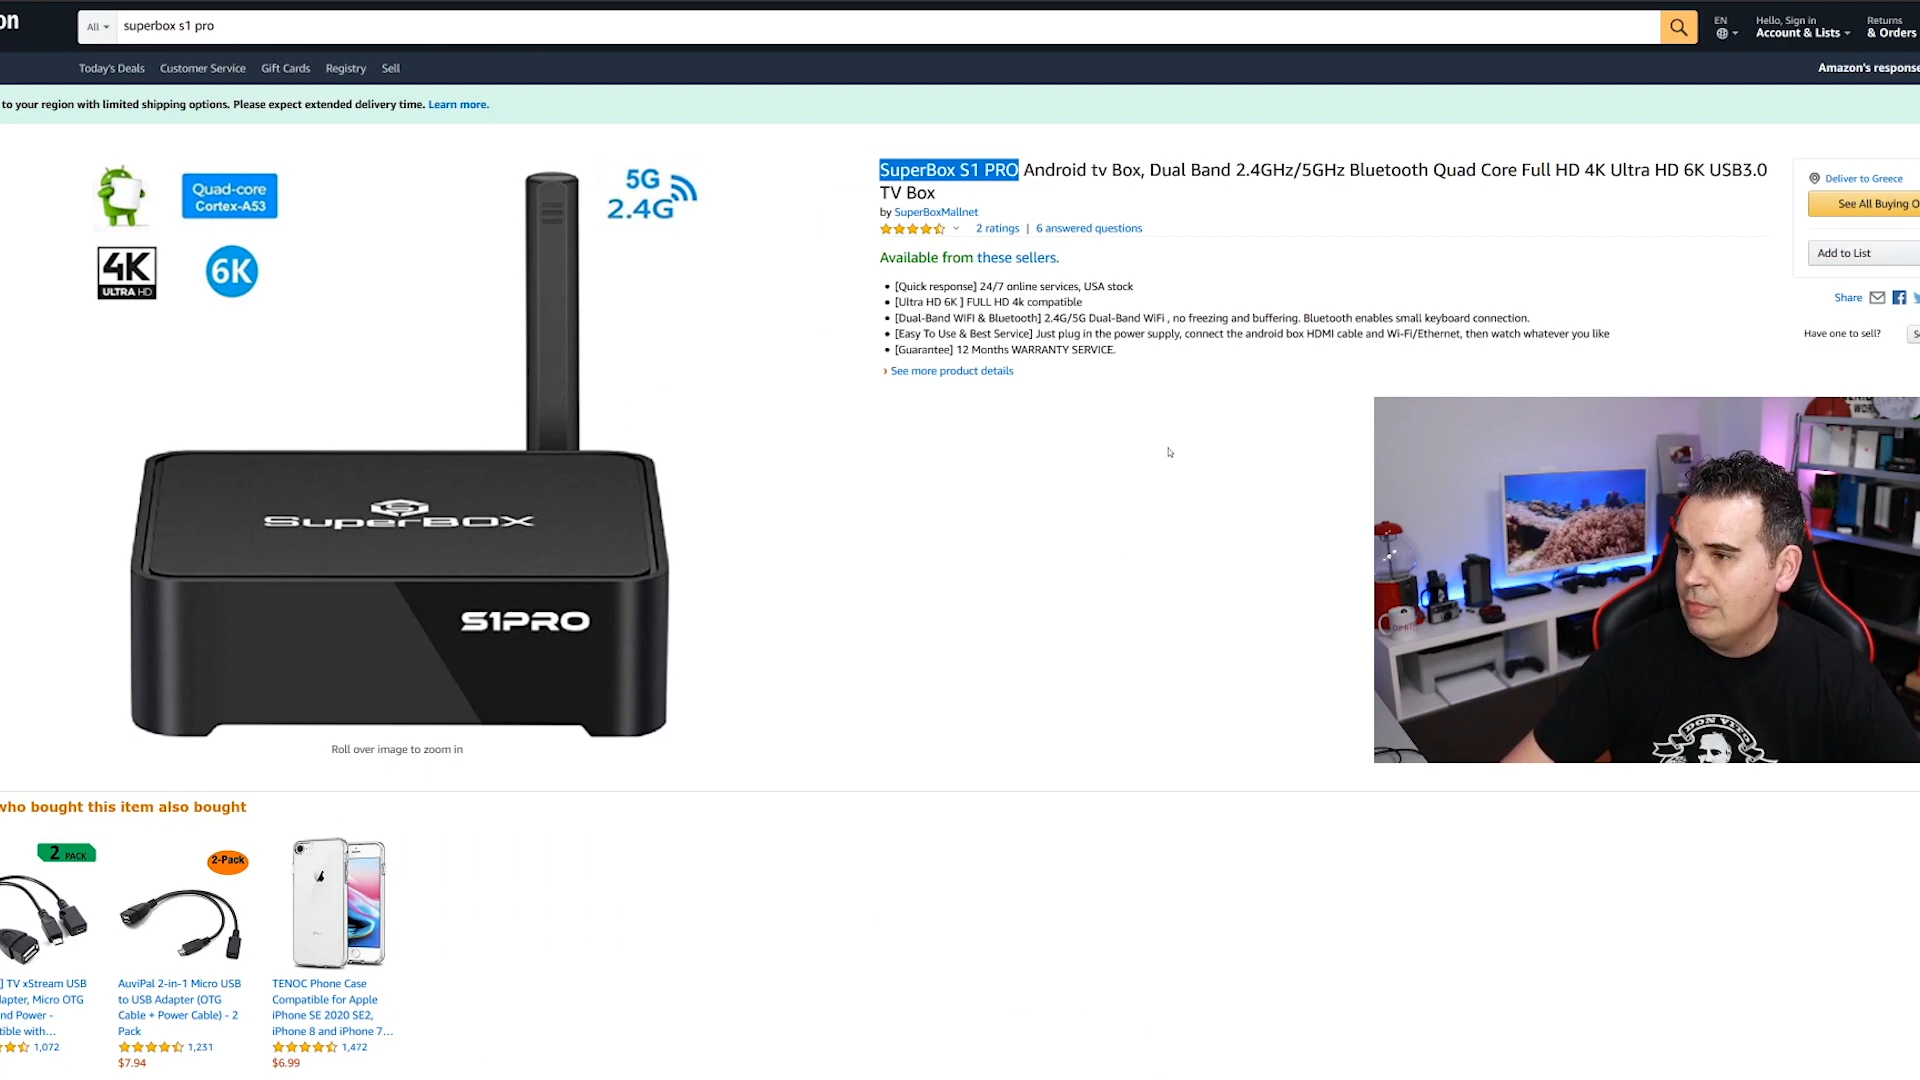 on
All
superbox s1 pro
EN
Hello, Sign in
Account & Lists
Returns
& Orders
Today's Deals
Customer Service
Gift Cards
Registry
Sell
Amazon's response
to your region with limited shipping options. Please expect extended delivery time. Learn more.
Quad-core
Cortex-A53
4K
ULTRA HD
6K
5G
2.4G
SuperBOX
S1PRO
Roll over image to zoom in
SuperBox S1 PRO Android tv Box, Dual Band 2.4GHz/5GHz Bluetooth Quad Core Full HD 4K Ultra HD 6K USB3.0
TV Box
by SuperBoxMallnet
2 ratings | 6 answered questions
Available from these sellers.
[Quick response] 24/7 online services, USA stock
[Ultra HD 6K ] FULL HD 4k compatible
[Dual-Band WIFI & Bluetooth] 2.4G/5G Dual-Band WiFi , no freezing and buffering. Bluetooth enables small keyboard connection.
[Easy To Use & Best Service] Just plug in the power supply, connect the android box HDMI cable and Wi-Fi/Ethernet, then watch whatever you like
[Guarantee] 12 Months WARRANTY SERVICE.
› See more product details
Deliver to Greece
See All Buying O
Add to List
Share
Have one to sell?
DON VITO
who bought this item also bought
2 PACK
] TV xStream USB
dapter, Micro OTG
nd Power -
tible with...
1,072
2-Pack
AuviPal 2-in-1 Micro USB
to USB Adapter (OTG
Cable + Power Cable) - 2
Pack
1,231
$7.94
TENOC Phone Case
Compatible for Apple
iPhone SE 2020 SE2,
iPhone 8 and iPhone 7...
1,472
$6.99